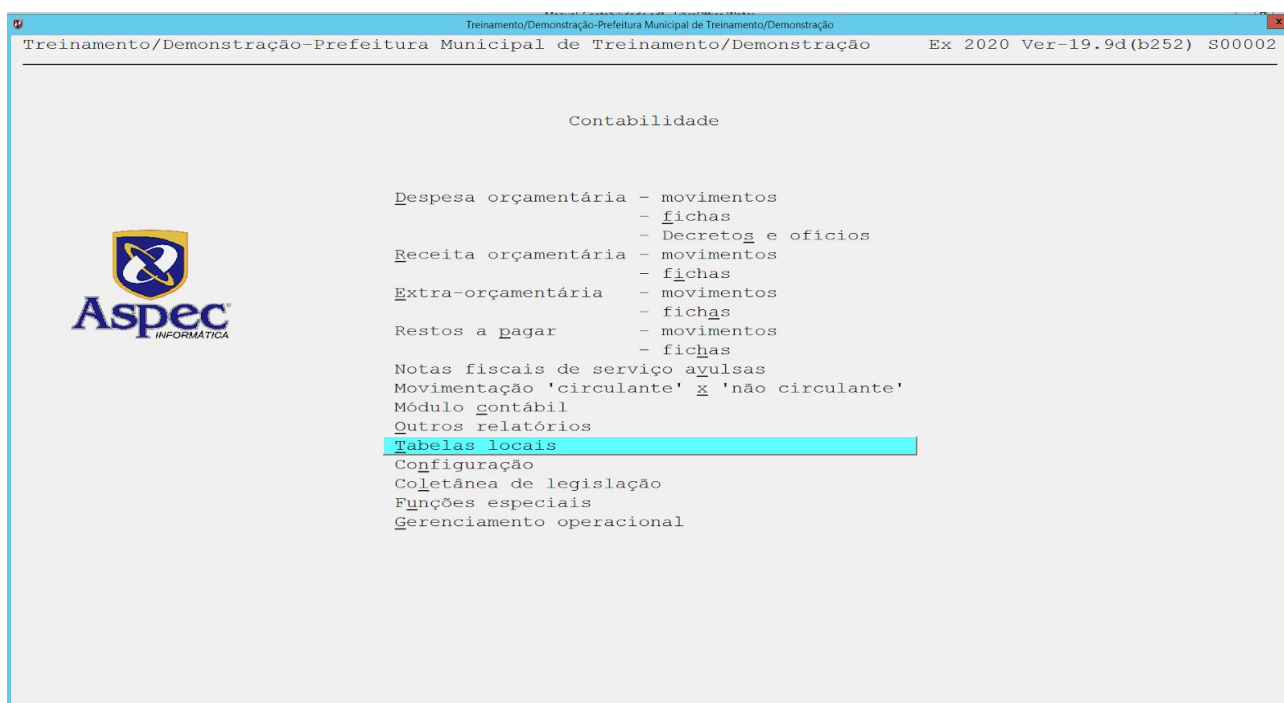 Treinamento/Demonstração-Prefeitura Municipal de Treinamento/Demonstração
Treinamento/Demonstração-Prefeitura Municipal de Treinamento/Demonstração Ex 2020 Ver-19.9d(b252) S00002
Contabilidade
Despesa orçamentária - movimentos
- fichas
- Decretos e ofícios
Receita orçamentária - movimentos
- fichas
Extra-orçamentária - movimentos
- fichas
Restos a pagar - movimentos
- fichas
Notas fiscais de serviço avulsas
Movimentação 'circulante' x 'não circulante'
Módulo contábil
Outros relatórios
Tabelas locais
Configuração
Coletânea de legislação
Funções especiais
Gerenciamento operacional
Aspec
INFORMÁTICA